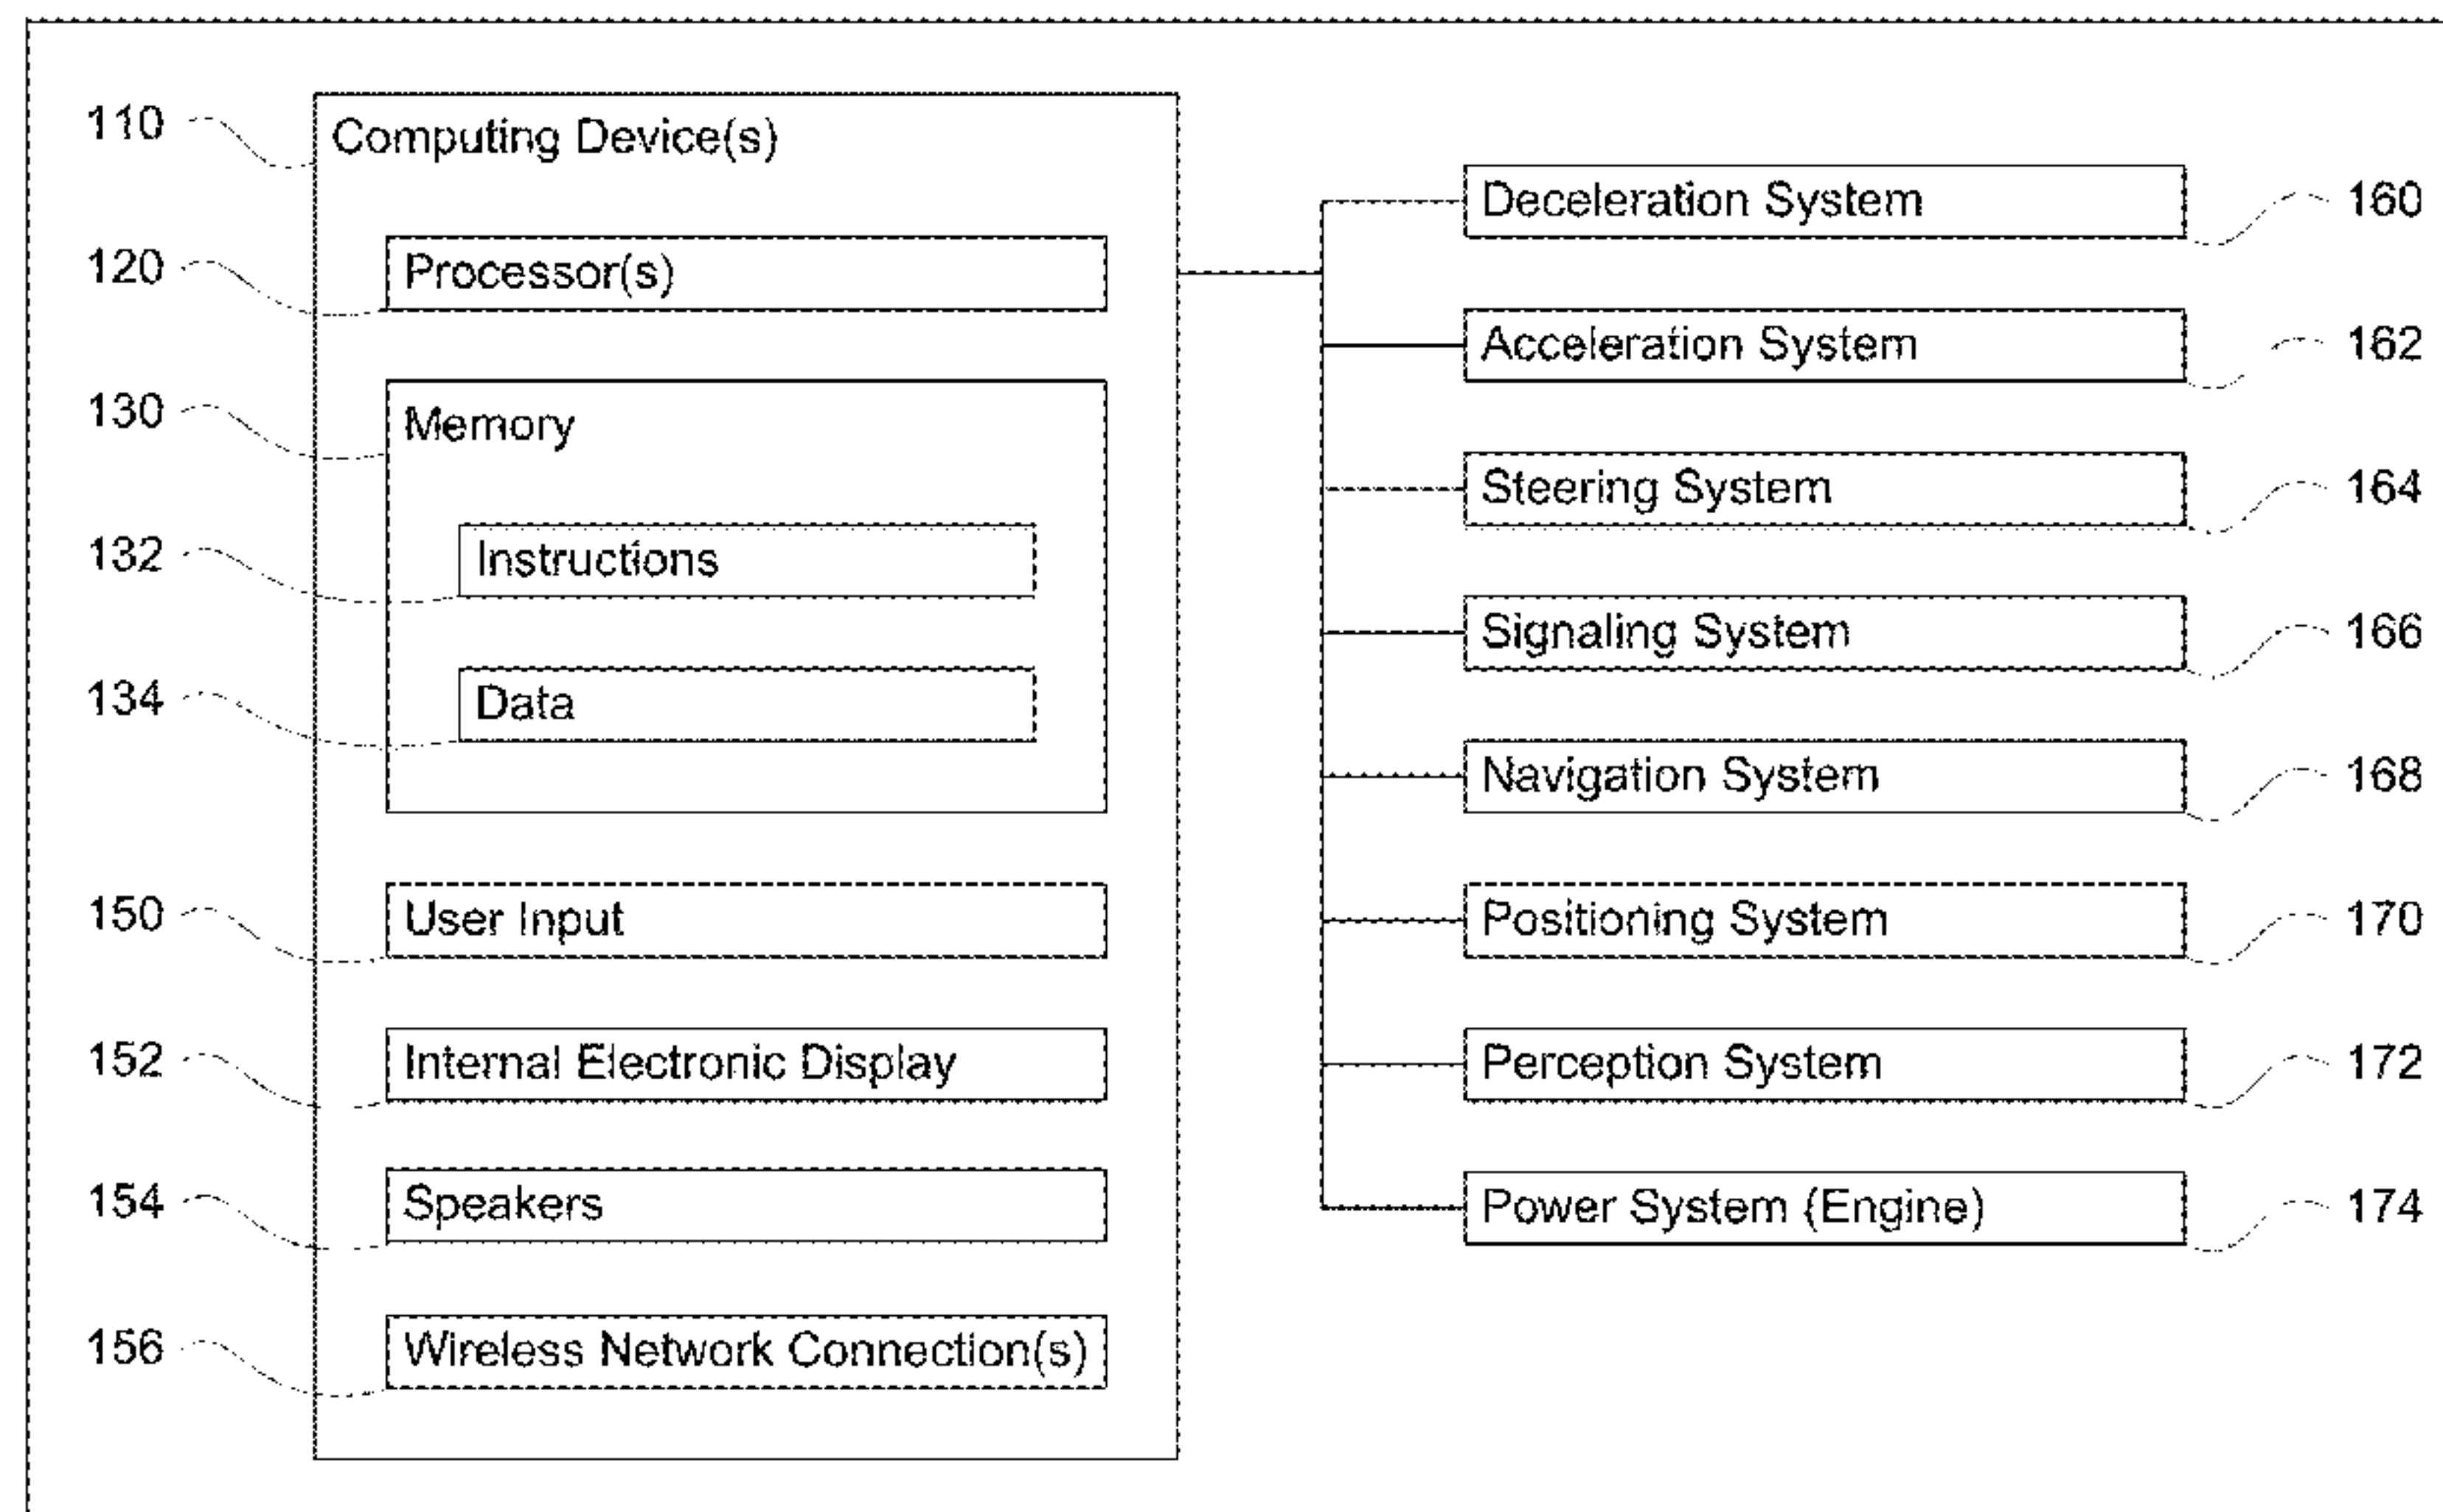 110 Computing Device(s)
120 Processor(s)
130 Memory
132 Instructions
134 Data
150 User Input
152 Internal Electronic Display
154 Speakers
156 Wireless Network Connection(s)
Deceleration System 160
Acceleration System 162
Steering System 164
Signaling System 166
Navigation System 168
Positioning System 170
Perception System 172
Power System (Engine) 174